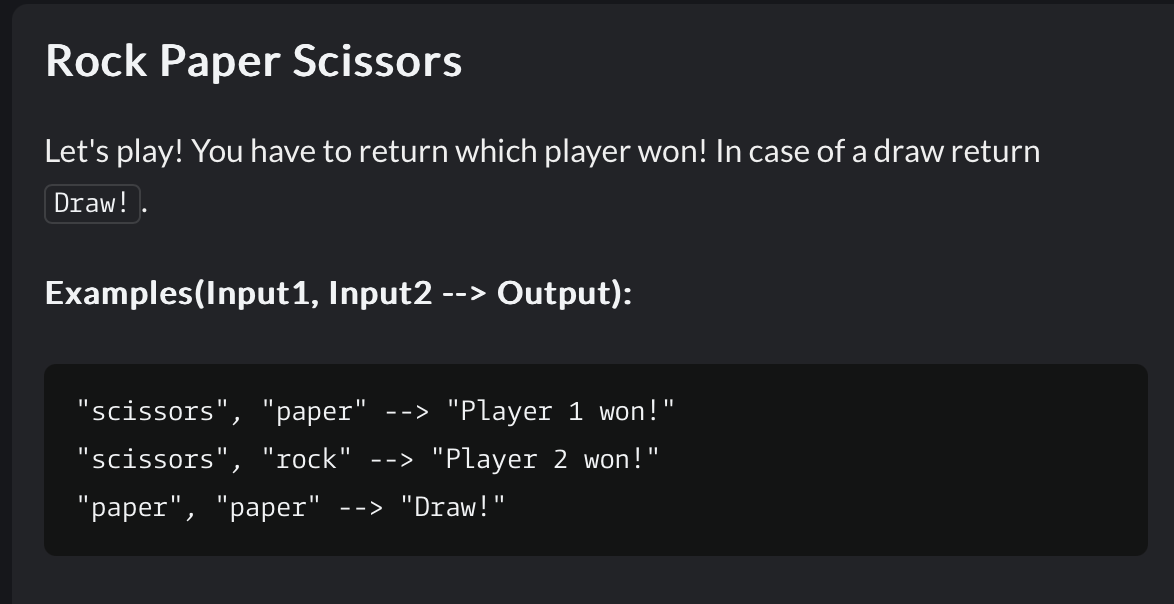 Rock Paper Scissors
Let's play! You have to return which player won! In case of a draw return
Draw!.
Examples(Input1, Input2 --> Output):
"scissors", "paper" --> "Player 1 won!"
"scissors", "rock" --> "Player 2 won!"
"paper", "paper" --> "Draw!"